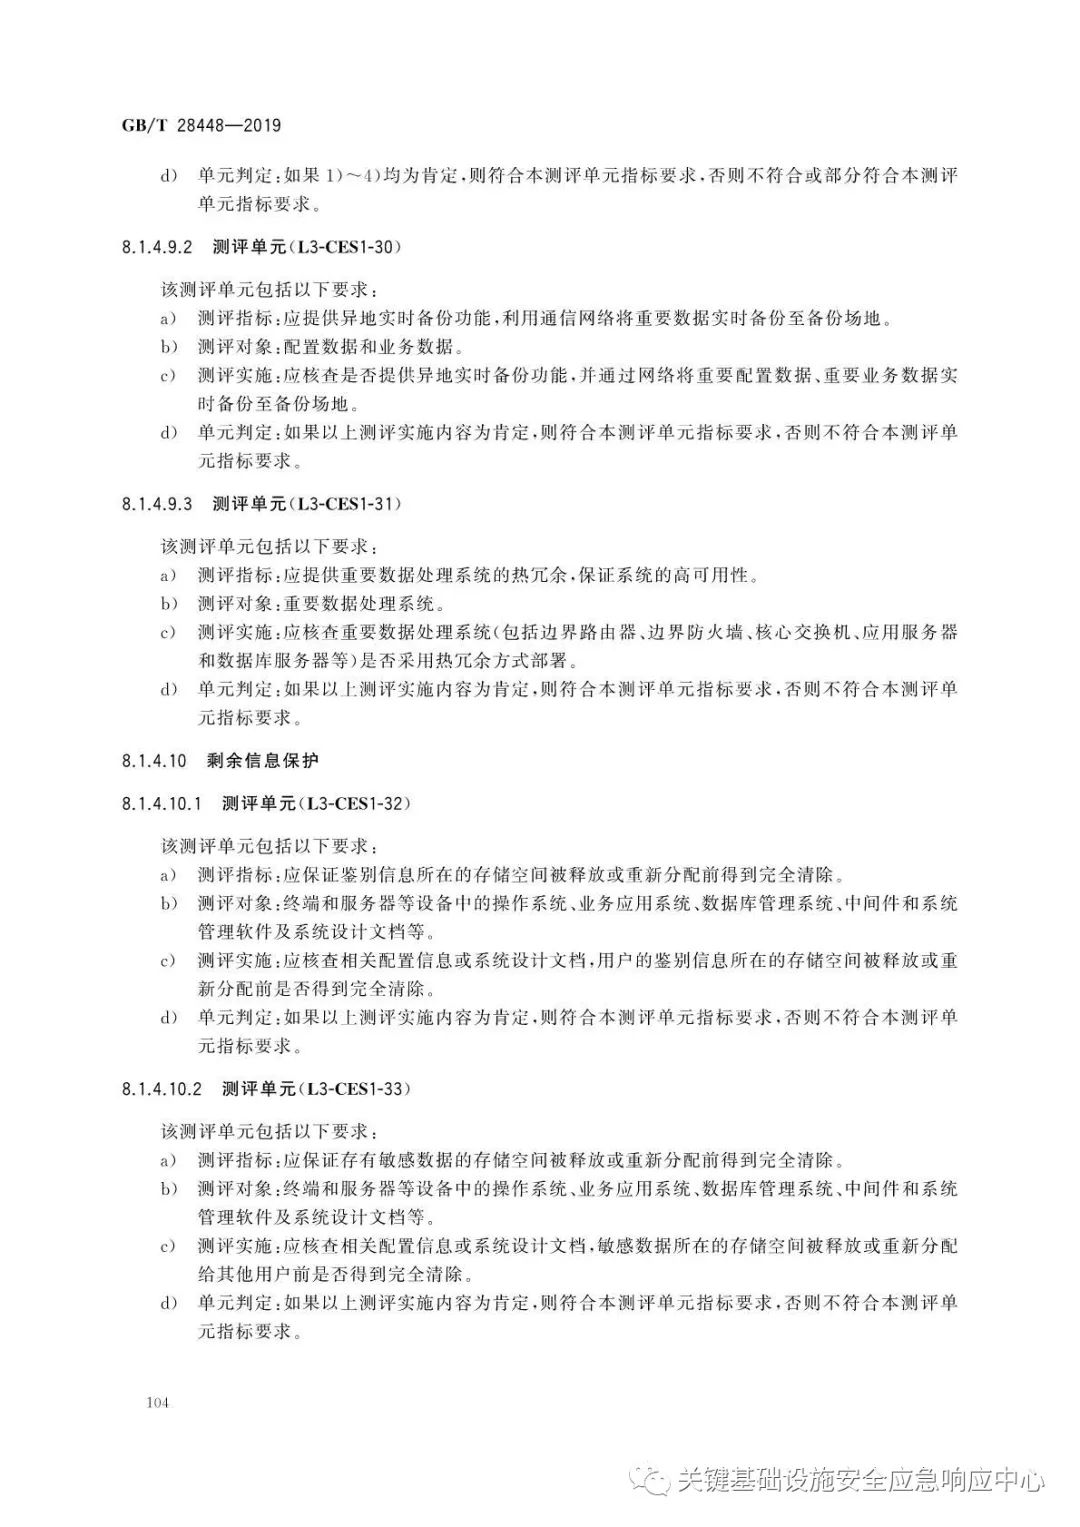 GB/T 28448—2019
d) 单元判定:如果1)～4)均为肯定,则符合本测评单元指标要求,否则不符合或部分符合本测评
单元指标要求。
8.1.4.9.2 测评单元(L3-CES1-30)
该测评单元包括以下要求:
a) 测评指标:应提供异地实时备份功能,利用通信网络将重要数据实时备份至备份场地。
b) 测评对象:配置数据和业务数据。
c) 测评实施:应核查是否提供异地实时备份功能,并通过网络将重要配置数据、重要业务数据实
时备份至备份场地。
d) 单元判定:如果以上测评实施内容为肯定,则符合本测评单元指标要求,否则不符合本测评单
元指标要求。
8.1.4.9.3 测评单元(L3-CES1-31)
该测评单元包括以下要求:
a) 测评指标:应提供重要数据处理系统的热冗余,保证系统的高可用性。
b) 测评对象:重要数据处理系统。
c) 测评实施:应核查重要数据处理系统(包括边界路由器、边界防火墙、核心交换机、应用服务器
和数据库服务器等)是否采用热冗余方式部署。
d) 单元判定:如果以上测评实施内容为肯定,则符合本测评单元指标要求,否则不符合本测评单
元指标要求。
8.1.4.10 剩余信息保护
8.1.4.10.1 测评单元(L3-CES1-32)
该测评单元包括以下要求:
a) 测评指标:应保证鉴别信息所在的存储空间被释放或重新分配前得到完全清除。
b) 测评对象:终端和服务器等设备中的操作系统、业务应用系统、数据库管理系统、中间件和系统
管理软件及系统设计文档等。
c) 测评实施:应核查相关配置信息或系统设计文档,用户的鉴别信息所在的存储空间被释放或重
新分配前是否得到完全清除。
d) 单元判定:如果以上测评实施内容为肯定,则符合本测评单元指标要求,否则不符合本测评单
元指标要求。
8.1.4.10.2 测评单元(L3-CES1-33)
该测评单元包括以下要求:
a) 测评指标:应保证存有敏感数据的存储空间被释放或重新分配前得到完全清除。
b) 测评对象:终端和服务器等设备中的操作系统、业务应用系统、数据库管理系统、中间件和系统
管理软件及系统设计文档等。
c) 测评实施:应核查相关配置信息或系统设计文档,敏感数据所在的存储空间被释放或重新分配
给其他用户前是否得到完全清除。
d) 单元判定:如果以上测评实施内容为肯定,则符合本测评单元指标要求,否则不符合本测评单
元指标要求。
104
关键基础设施安全应急响应中心